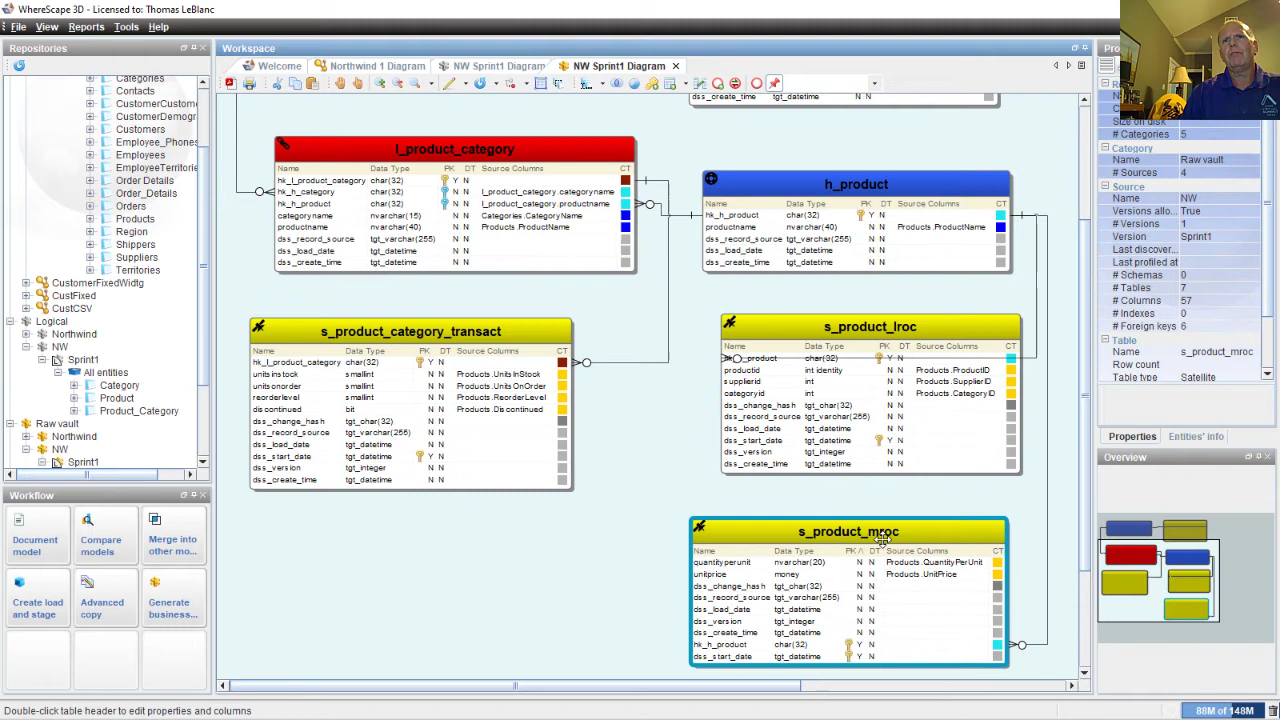 WhereScape 3D - Licensed to: Thomas LeBlanc
File View Reports Tools Help
Repositories
Categories
Contacts
CustomerCustome
CustomerDemogr
Customers
Employee_Phones
Employees
EmployeeTerritories
Order Details
Order_Details
Orders
Products
Region
Shippers
Suppliers
Territories
CustomerFixedWidtg
CustFixed
CustCSV
Logical
Northwind
NW
Sprint1
All entities
Category
Product
Product_Category
Raw vault
Northwind
NW
Sprint1
Workflow
Document model
Compare models
Merge into other mo...
Create load and stage
Advanced copy
Generate business...
Workspace
Welcome Northwind 1 Diagram NW Sprint1 Diagram NW Sprint1 Diagram
dss_create_time tgt_datetime N N
l_product_category
Name Data Type PK DT Source Columns CT
hk_l_product_category char(32) Y N
hk_h_category char(32) N N l_product_category.categoryname
hk_h_product char(32) N N l_product_category.productname
categoryname nvarchar(15) N N Categories.CategoryName
productname nvarchar(40) N N Products.ProductName
dss_record_source tgt_varchar(255) N N
dss_load_date tgt_datetime N N
dss_create_time tgt_datetime N N
h_product
Name Data Type PK DT Source Columns CT
hk_h_product char(32) Y N
productname nvarchar(40) N N Products.ProductName
dss_record_source tgt_varchar(255) N N
dss_load_date tgt_datetime N N
dss_create_time tgt_datetime N N
s_product_category_transact
Name Data Type PK DT Source Columns CT
hk_l_product_category char(32) Y N
unitsinstock smallint N N Products.UnitsInStock
unitsonorder smallint N N Products.UnitsOnOrder
reorderlevel smallint N N Products.ReorderLevel
discontinued bit N N Products.Discontinued
dss_change_hash tgt_char(32) N N
dss_record_source tgt_varchar(255) N N
dss_load_date tgt_datetime N N
dss_start_date tgt_datetime Y N
dss_version tgt_integer N N
dss_create_time tgt_datetime N N
s_product_lroc
Name Data Type PK DT Source Columns CT
_product char(32) Y N
productid int identity N N Products.ProductID
supplierid int N N Products.SupplierID
categoryid int N N Products.CategoryID
dss_change_hash tgt_char(32) N N
dss_record_source tgt_varchar(255) N N
dss_load_date tgt_datetime N N
dss_start_date tgt_datetime Y N
dss_version tgt_integer N N
dss_create_time tgt_datetime N N
s_product_mroc
Name Data Type PK /\ DT Source Columns CT
quantityperunit nvarchar(20) N N Products.QuantityPerUnit
unitprice money N N Products.UnitPrice
dss_change_hash tgt_char(32) N N
dss_record_source tgt_varchar(255) N N
dss_load_date tgt_datetime N N
dss_version tgt_integer N N
dss_create_time tgt_datetime N N
hk_h_product char(32) Y N
dss_start_date tgt_datetime Y N
Size on disk
# Categories 5
Category
Name Raw vault
Source
Name NW
Versions allo... True
# Versions 1
Version Sprint1
Last discover...
Last profiled at
# Schemas 0
# Tables 7
# Columns 57
# Indexes 0
# Foreign keys 6
Table
Name s_product_mroc
Table type Satellite
Properties Entities' info
Overview
Double-click table header to edit properties and columns
88M of 148M